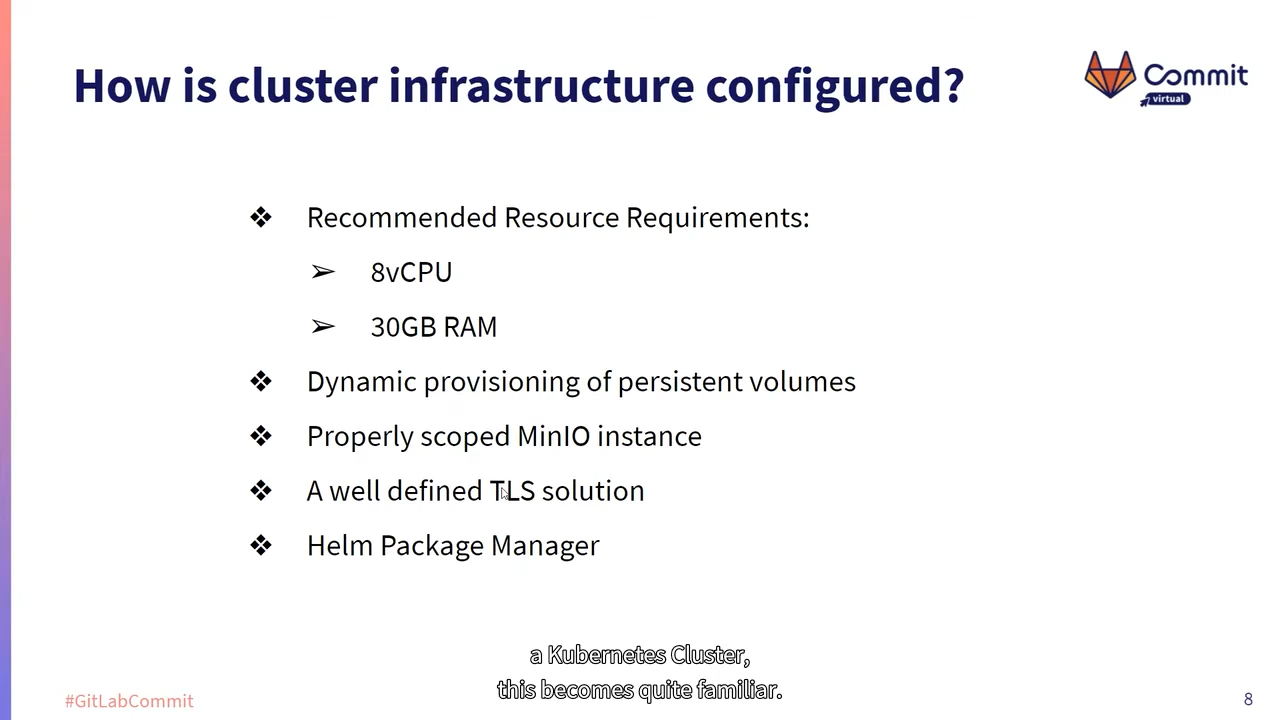 How is cluster infrastructure configured?
Commit
virtual
❖ Recommended Resource Requirements:
➢ 8vCPU
➢ 30GB RAM
❖ Dynamic provisioning of persistent volumes
❖ Properly scoped MinIO instance
❖ A well defined TLS solution
❖ Helm Package Manager
a Kubernetes Cluster,
this becomes quite familiar.
#GitLabCommit
8